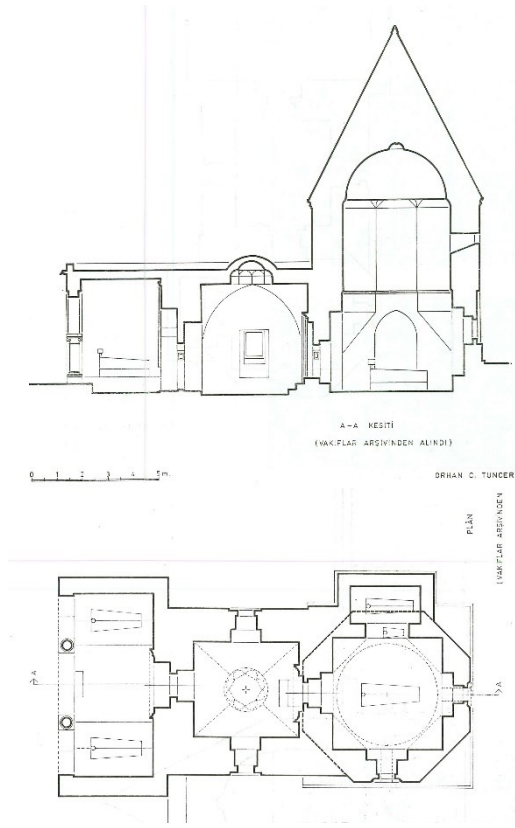 A-A KESİTİ
(VAKIFLAR ARŞİVİNDEN ALINDI)
0 1 2 3 4 5m.
ORHAN C. TUNCER
PLÂN
(VAKIFLAR ARŞİVİNDEN
A
A